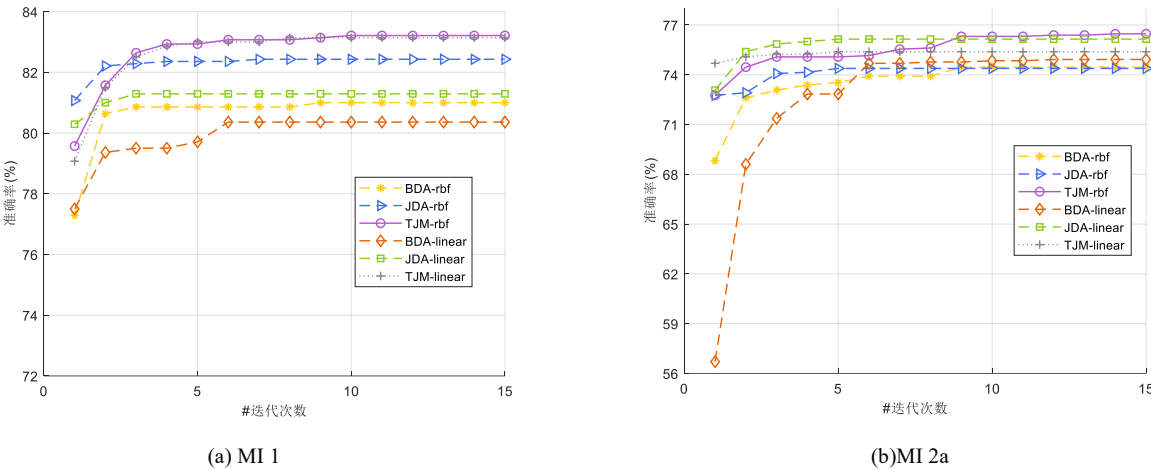 84
82
80
78
76
74
72
0
5
10
15
准确率(%)
#迭代次数
BDA-rbf
JDA-rbf
TJM-rbf
BDA-linear
JDA-linear
TJM-linear
(a) MI 1
77
74
71
68
65
62
59
56
0
5
10
15
准确率(%)
#迭代次数
BDA-rbf
JDA-rbf
TJM-rbf
BDA-linear
JDA-linear
TJM-linear
(b)MI 2a